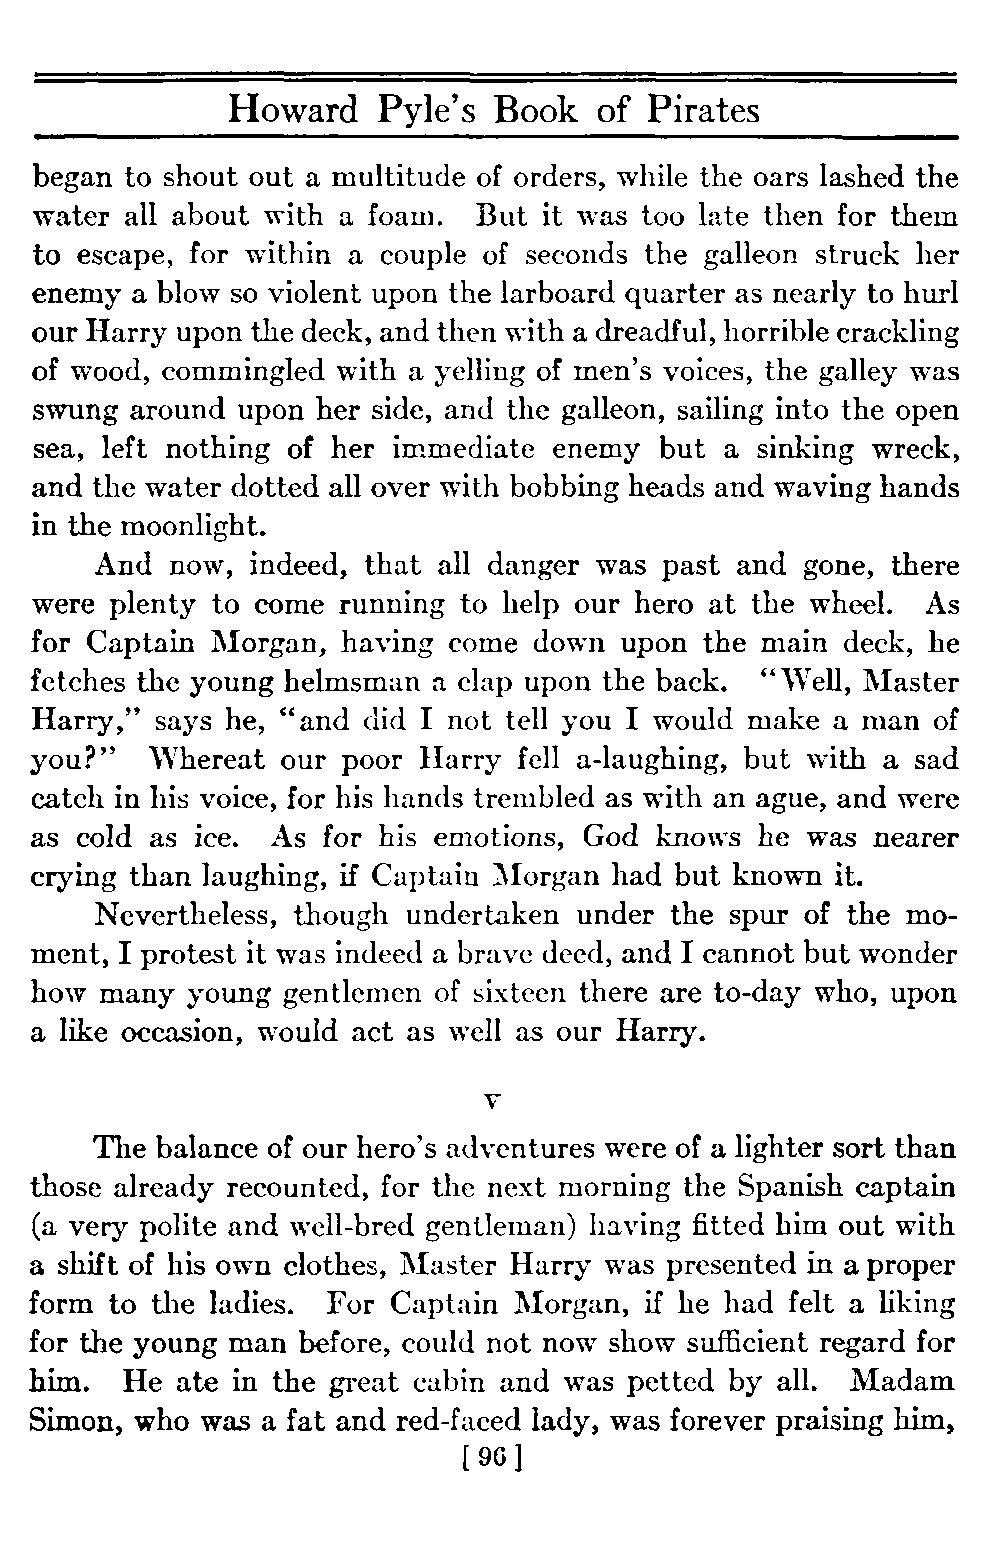 Howard Pyle's Book of Pirates
began to shout out a multitude of orders, while the oars lashed the
water all about with a foam. But it was too late then for them
to escape, for within a couple of seconds the galleon struck her
enemy a blow so violent upon the larboard quarter as nearly to hurl
our Harry upon the deck, and then with a dreadful, horrible crackling
of wood, commingled with a yelling of men's voices, the galley was
swung around upon her side, and the galleon, sailing into the open
sea, left nothing of her immediate enemy but a sinking wreck,
and the water dotted all over with bobbing heads and waving hands
in the moonlight.
And now, indeed, that all danger was past and gone, there
were plenty to come running to help our hero at the wheel. As
for Captain Morgan, having come down upon the main deck, he
fetches the young helmsman a clap upon the back. "Well, Master
Harry," says he, "and did I not tell you I would make a man of
you?" Whereat our poor Harry fell a-laughing, but with a sad
catch in his voice, for his hands trembled as with an ague, and were
as cold as ice. As for his emotions, God knows he was nearer
crying than laughing, if Captain Morgan had but known it.
Nevertheless, though undertaken under the spur of the mo-
ment, I protest it was indeed a brave deed, and I cannot but wonder
how many young gentlemen of sixteen there are to-day who, upon
a like occasion, would act as well as our Harry.
V
The balance of our hero's adventures were of a lighter sort than
those already recounted, for the next morning the Spanish captain
(a very polite and well-bred gentleman) having fitted him out with
a shift of his own clothes, Master Harry was presented in a proper
form to the ladies. For Captain Morgan, if he had felt a liking
for the young man before, could not now show sufficient regard for
him. He ate in the great cabin and was petted by all. Madam
Simon, who was a fat and red-faced lady, was forever praising him,
[ 96 ]